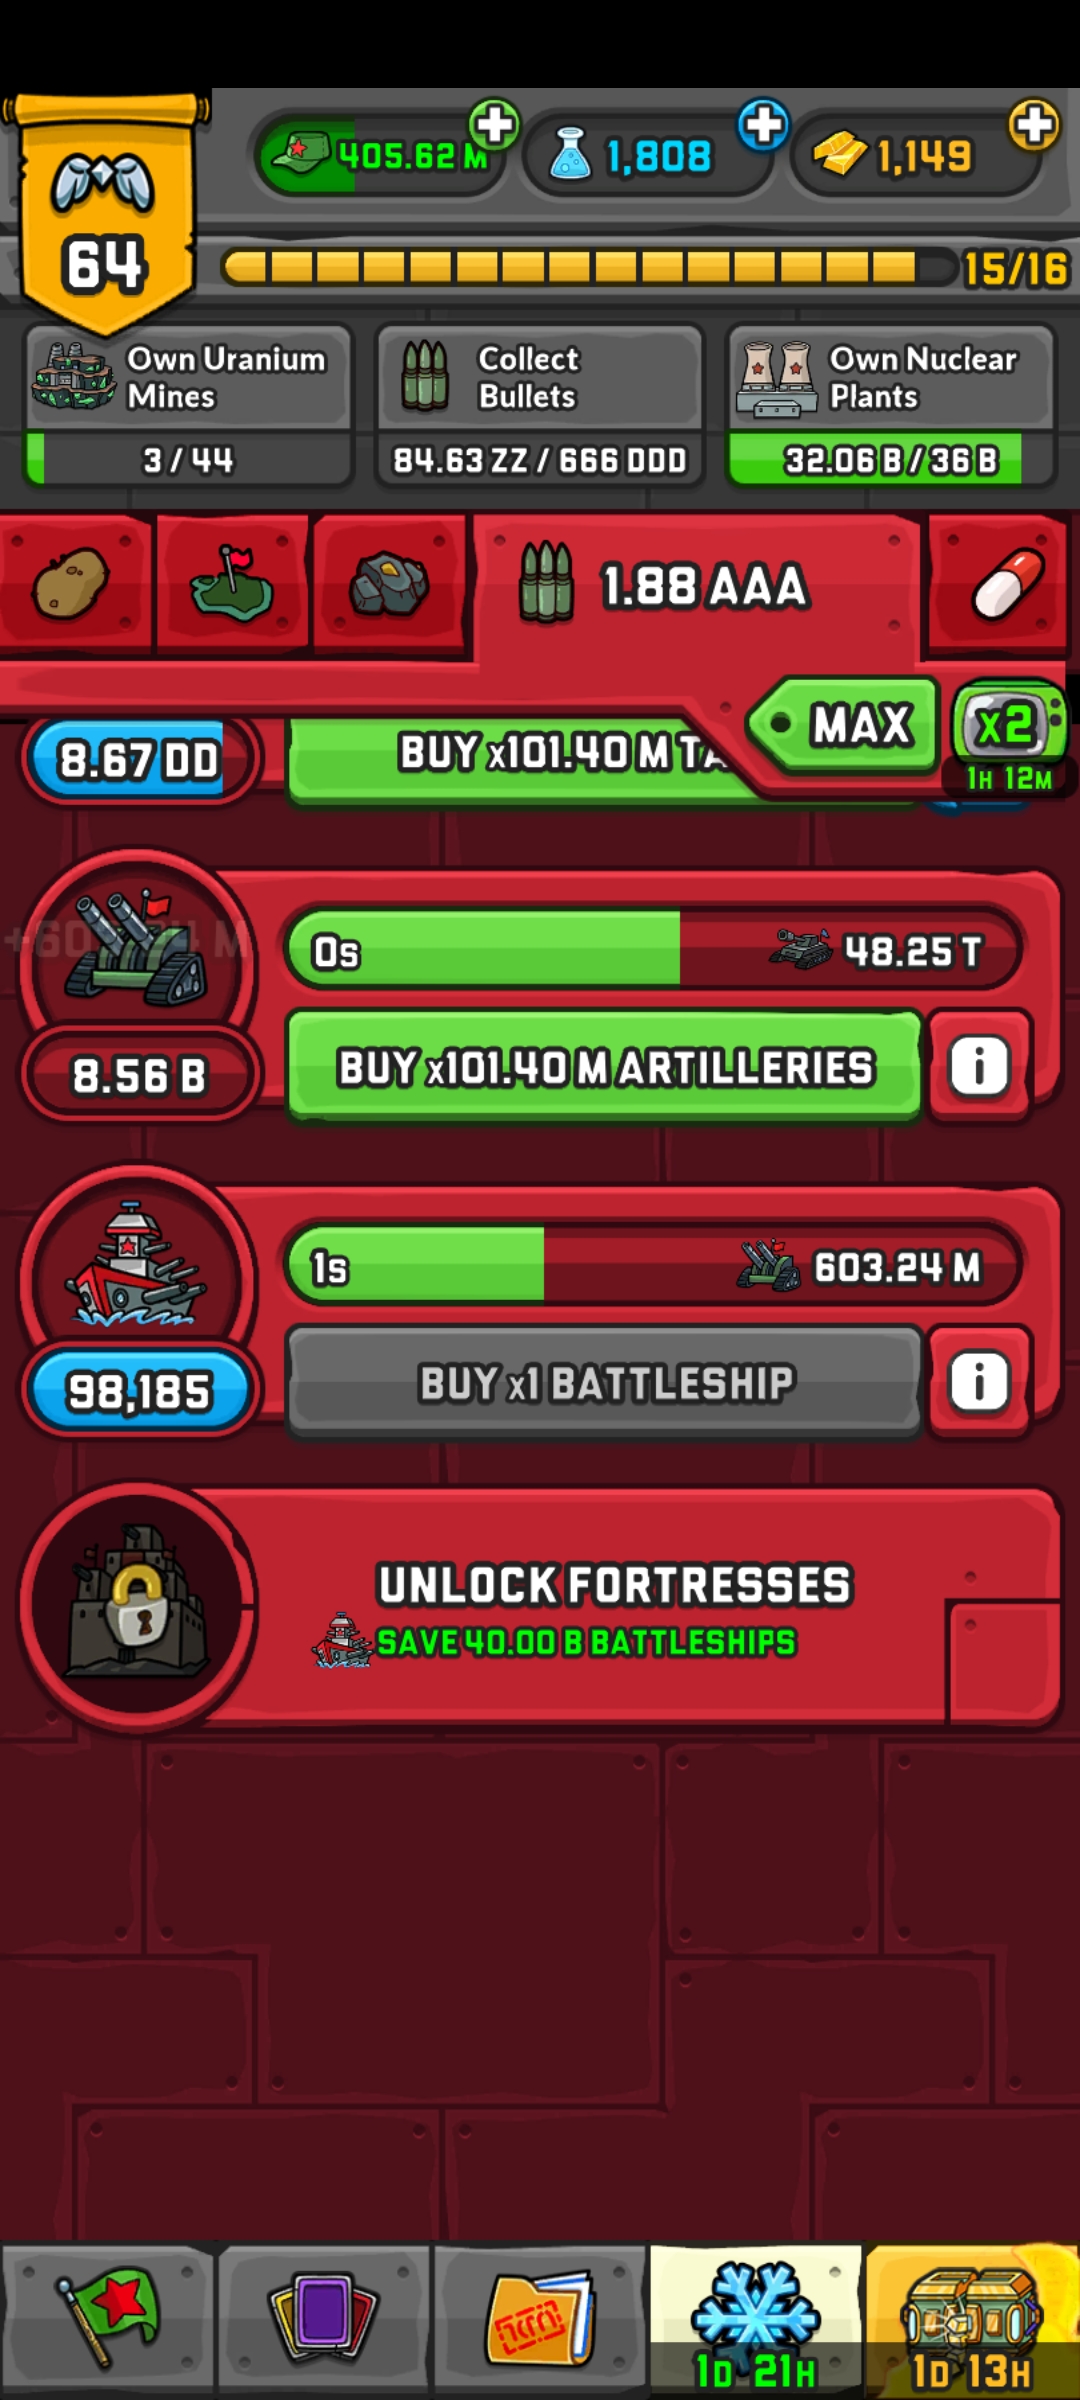 405.62 M
1,808
1,149
64
15/16
Own Uranium
Mines
3 / 44
Collect
Bullets
84.63 ZZ / 666 DDD
Own Nuclear
Plants
32.06 B / 36 B
1.88 AAA
MAX
X2
1H 12M
8.67 DD
BUY x101.40 M TA
0s
48.25 T
8.56 B
BUY x101.40 M ARTILLERIES
i
1s
603.24 M
98,185
BUY x1 BATTLESHIP
i
UNLOCK FORTRESSES
SAVE 40.00 B BATTLESHIPS
1D 21H
1D 13H